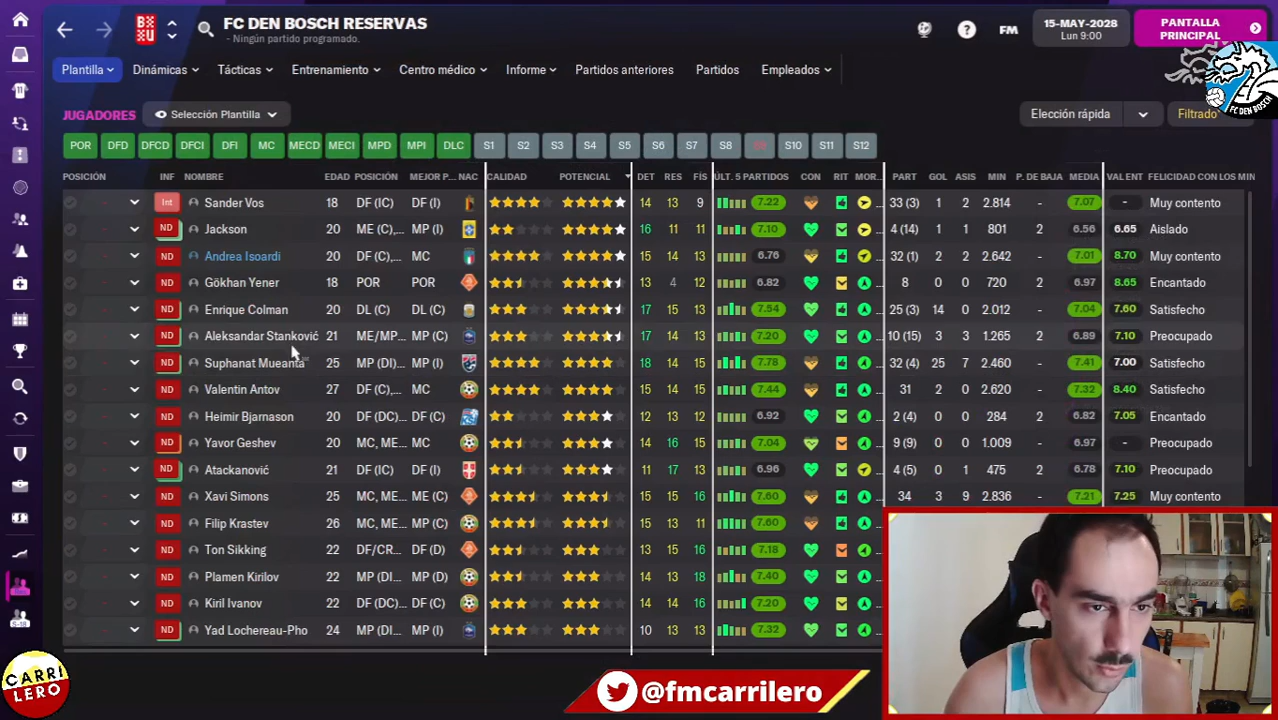 FC DEN BOSCH RESERVAS
- Ningún partido programado.
FM
15-MAY-2028
Lun 9:00
PANTALLA
PRINCIPAL
Plantilla Dinámicas Tácticas Entrenamiento Centro médico Informe Partidos anteriores Partidos Empleados
FC DEN BOSCH
JUGADORES Selección Plantilla Elección rápida Filtrado
POR DFD DFCD DFCI DFI MC MECD MECI MPD MPI DLC S1 S2 S3 S4 S5 S6 S7 S8 S9 S10 S11 S12
POSICIÓN INF NOMBRE EDAD POSICIÓN MEJOR P... NAC CALIDAD POTENCIAL DET RES FÍS ÚLT. 5 PARTIDOS CON RIT MOR... PART GOL ASIS MIN P. DE BAJA MEDIA VAL ENT FELICIDAD CON LOS MIN
- Int Sander Vos 18 DF (IC) DF (I) 14 13 9 7.22 33 (3) 1 2 2.814 - 7.07 - Muy contento
- ND Jackson 20 ME (C),... MP (I) 16 11 11 7.10 4 (14) 1 1 801 2 6.56 6.65 Aislado
- ND Andrea Isoardi 20 DF (C),... MC 15 14 13 6.76 32 (1) 2 2 2.642 - 7.01 8.70 Muy contento
- ND Gökhan Yener 18 POR POR 13 4 12 6.82 8 0 0 720 2 6.97 8.65 Encantado
- ND Enrique Colman 20 DL (C) DL (C) 17 15 13 7.54 25 (3) 14 0 2.012 - 7.04 7.60 Satisfecho
- ND Aleksandar Stanković 21 ME/MP... MP (C) 17 14 13 7.20 10 (15) 3 3 1.265 - 6.89 7.10 Preocupado
- ND Suphanat Mueanta 25 MP (DI)... MP (I) 18 14 15 7.78 32 (4) 25 7 2.460 - 7.41 7.00 Satisfecho
- ND Valentin Antov 27 DF (C),... MC 15 14 15 7.44 31 2 0 2.620 - 7.32 8.40 Satisfecho
- ND Heimir Bjarnason 20 DF (DC)... DF (C) 12 13 12 6.92 2 (4) 0 0 284 2 6.82 7.05 Encantado
- ND Yavor Geshev 20 MC, ME... MC 14 16 15 7.04 9 (9) 0 0 1.009 - 6.97 - Preocupado
- ND Atackanović 21 DF (IC) DF (I) 11 17 13 6.96 4 (5) 0 1 475 2 6.78 7.10 Preocupado
- ND Xavi Simons 25 MC, ME... ME (C) 15 15 16 7.60 34 3 9 2.836 - 7.21 7.25 Muy contento
- ND Filip Krastev 26 MC, ME... MP (C) 15 13 11 7.60
- ND Ton Sikking 22 DF/CR... DF (D) 13 15 16 7.18
- ND Plamen Kirilov 22 MP (DI... MP (D) 14 13 18 7.40
- ND Kiril Ivanov 22 DF (DC)... DF (C) 14 14 16 7.20
- ND Yad Lochereau-Pho 24 MP (DI)... MP (I) 10 13 13 7.32
S-18
CARRI
LERO
@fmcarrilero